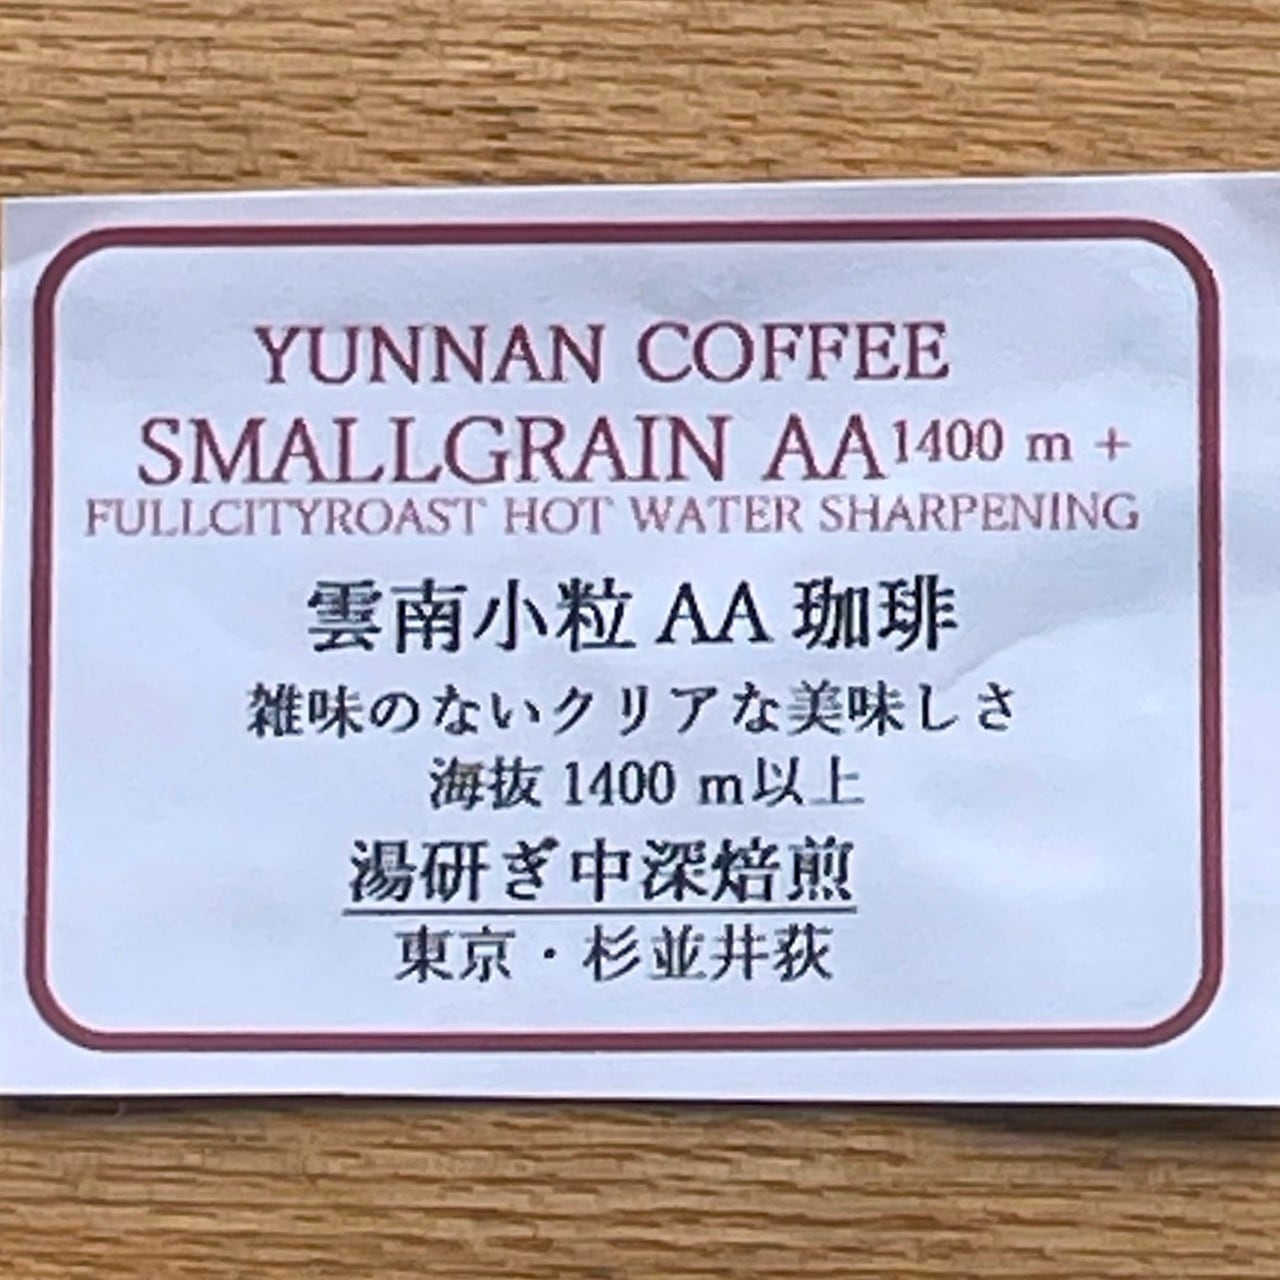 YUNNAN COFFEE
SMALLGRAIN AA 1400 m +
FULLCITYROAST HOT WATER SHARPENING
雲南小粒 AA 珈琲
雑味のないクリアな美味しさ
海抜 1400 m以上
湯研ぎ中深焙煎
東京・杉並井荻